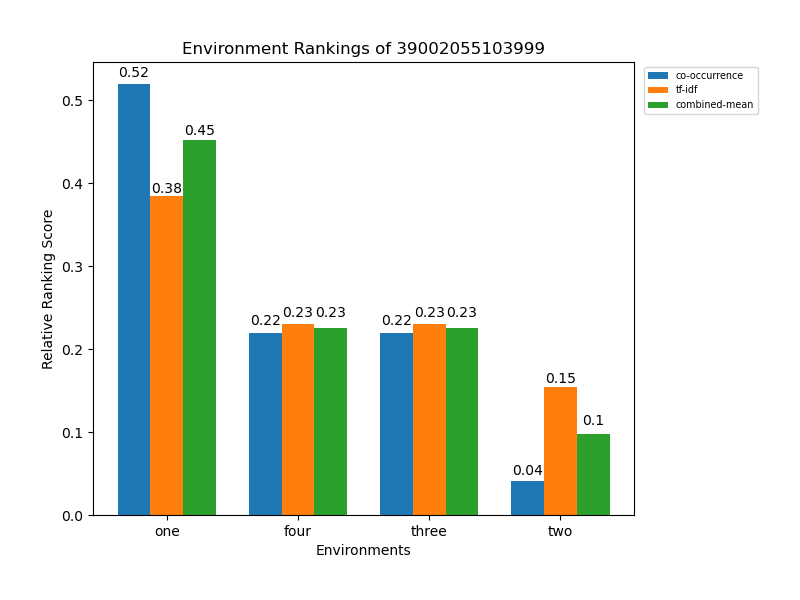 Environment Rankings of 39002055103999
co-occurrence
tf-idf
combined-mean
Relative Ranking Score
0.5
0.4
0.3
0.2
0.1
0.0
0.52
0.38
0.45
0.22
0.23
0.23
0.22
0.23
0.23
0.04
0.15
0.1
one
four
three
two
Environments